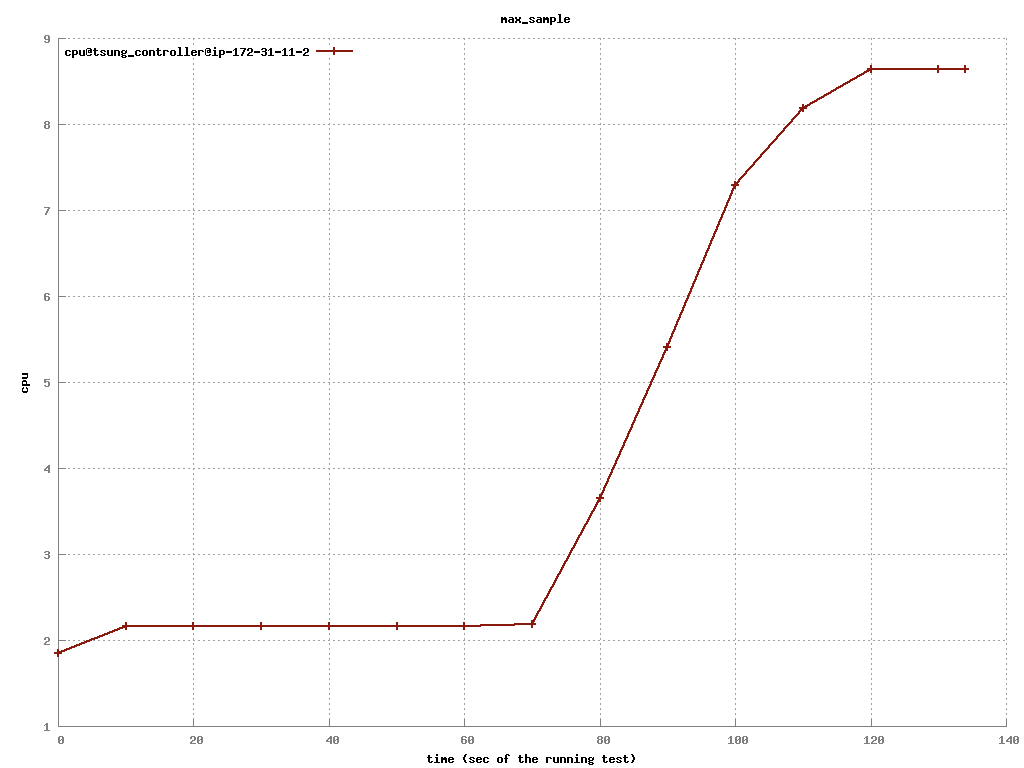 max_sample
cpu@tsung_controller@ip-172-31-11-2
9
8
7
6
5
4
3
2
1
cpu
0 20 40 60 80 100 120 140
time (sec of the running test)